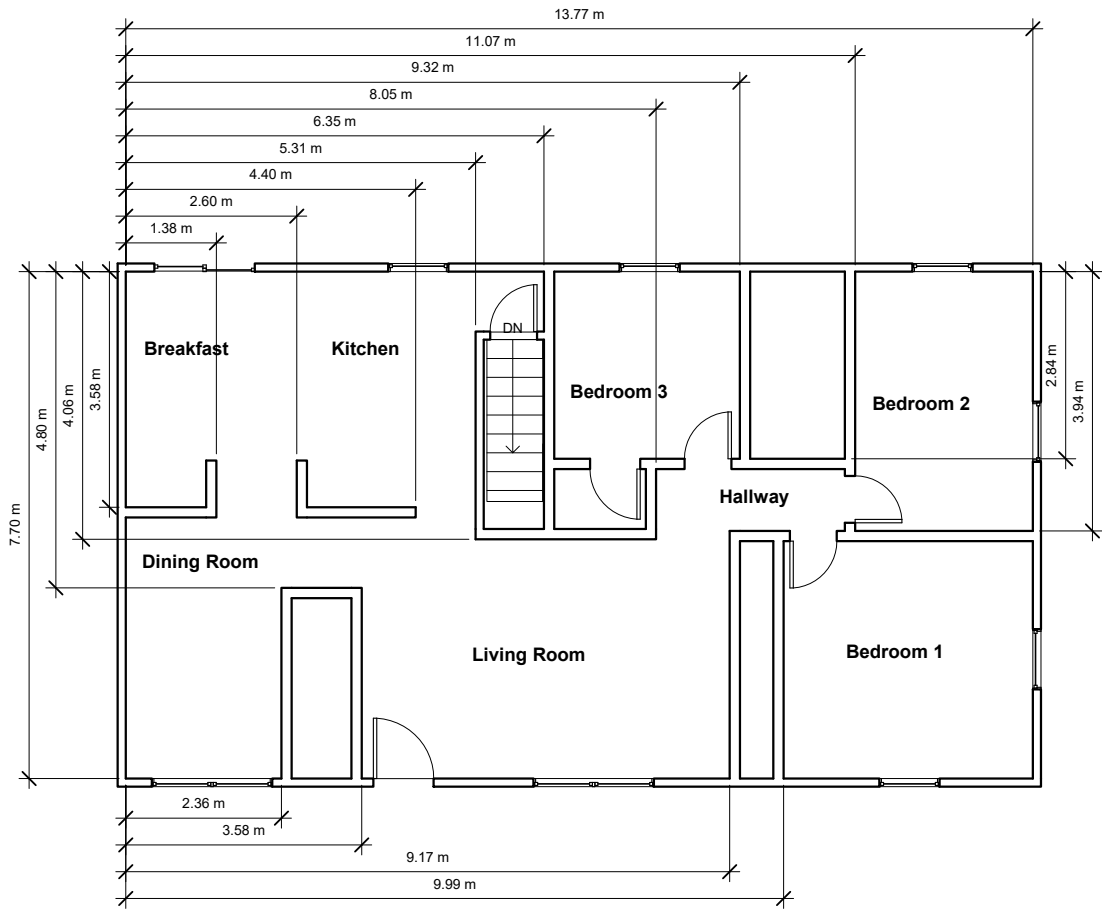 13.77 m
11.07 m
9.32 m
8.05 m
6.35 m
5.31 m
4.40 m
2.60 m
1.38 m
DN
Breakfast
Kitchen
Bedroom 3
Bedroom 2
2.84 m
3.94 m
3.58 m
4.06 m
4.80 m
7.70 m
Hallway
Dining Room
Living Room
Bedroom 1
2.36 m
3.58 m
9.17 m
9.99 m